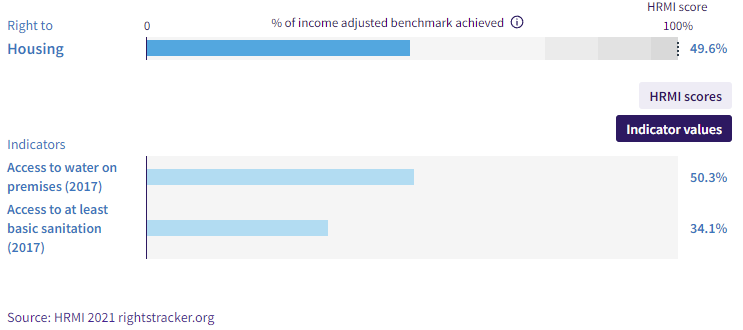 HRMI score
Right to
0
% of income adjusted benchmark achieved
100%
Housing
49.6%
HRMI scores
Indicator values
Indicators
Access to water on
premises (2017)
50.3%
Access to at least
basic sanitation
(2017)
34.1%
Source: HRMI 2021 rightstracker.org